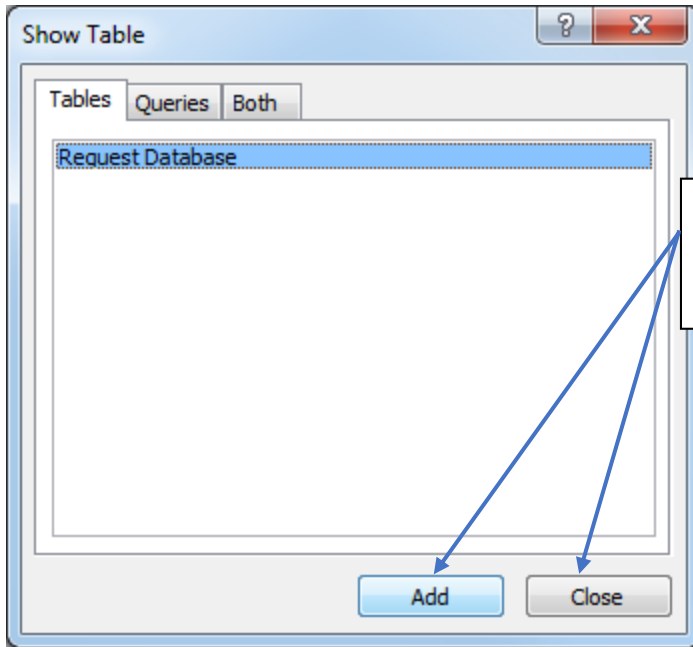 Show Table
?
X
Tables Queries Both
Request Database
Add Close